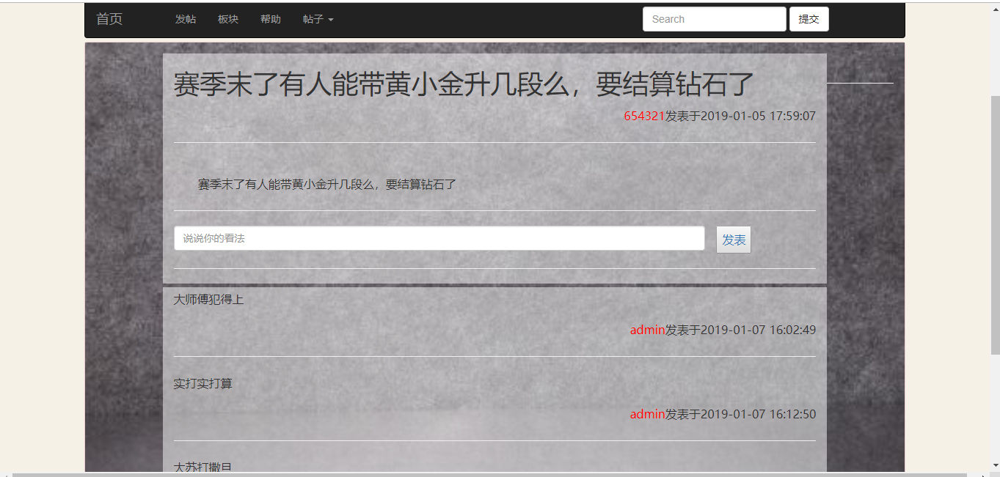 首页 发帖 板块 帮助 帖子 Search 提交
赛季末了有人能带黄小金升几段么，要结算钻石了
654321发表于2019-01-05 17:59:07
赛季末了有人能带黄小金升几段么，要结算钻石了
说说你的看法 发表
大师傅犯得上
admin发表于2019-01-07 16:02:49
实打实打算
admin发表于2019-01-07 16:12:50
大苏打撒旦